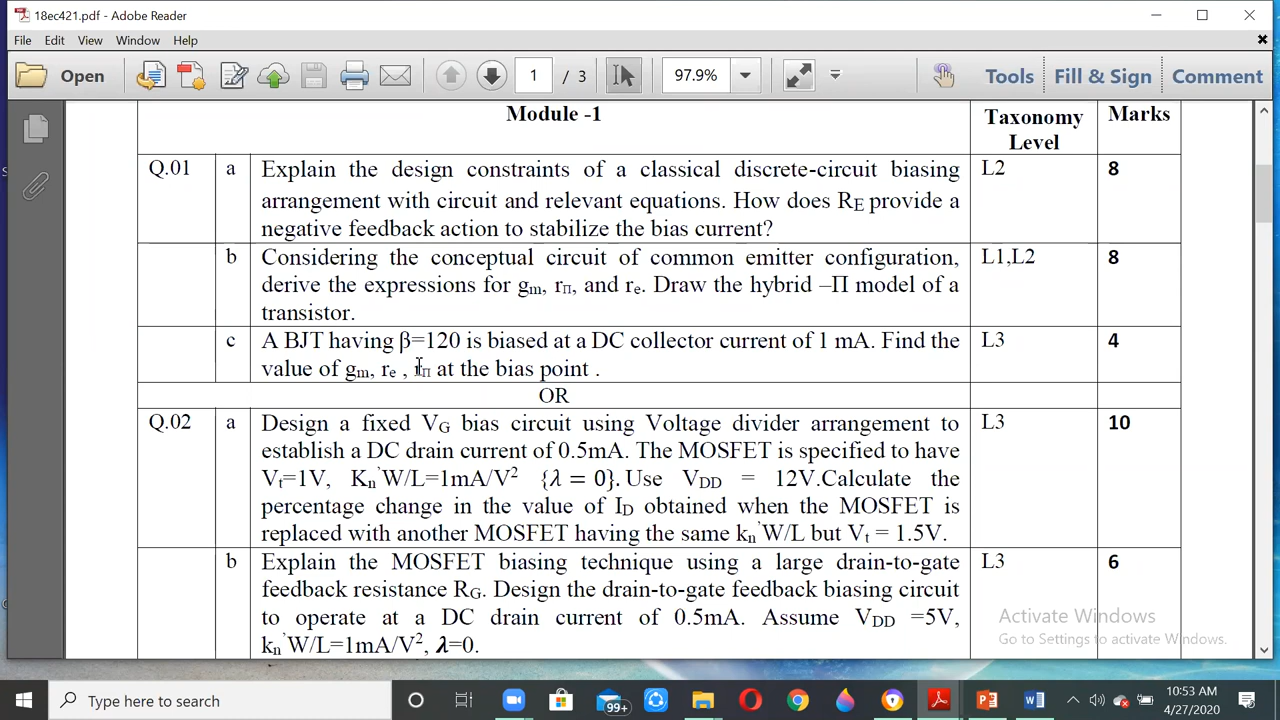 18ec421.pdf - Adobe Reader
File Edit View Window Help
Open 1 / 3 97.9% Tools Fill & Sign Comment
Module -1 Taxonomy Level Marks
Q.01 a Explain the design constraints of a classical discrete-circuit biasing L2 8
arrangement with circuit and relevant equations. How does RE provide a
negative feedback action to stabilize the bias current?
b Considering the conceptual circuit of common emitter configuration, L1,L2 8
derive the expressions for gm, rп, and re. Draw the hybrid –П model of a
transistor.
c A BJT having β=120 is biased at a DC collector current of 1 mA. Find the L3 4
value of gm, re , rп at the bias point .
OR
Q.02 a Design a fixed VG bias circuit using Voltage divider arrangement to L3 10
establish a DC drain current of 0.5mA. The MOSFET is specified to have
Vt=1V, Kn'W/L=1mA/V² {λ = 0}. Use VDD = 12V.Calculate the
percentage change in the value of ID obtained when the MOSFET is
replaced with another MOSFET having the same kn'W/L but Vt = 1.5V.
b Explain the MOSFET biasing technique using a large drain-to-gate L3 6
feedback resistance RG. Design the drain-to-gate feedback biasing circuit
to operate at a DC drain current of 0.5mA. Assume VDD =5V,
kn'W/L=1mA/V², λ=0.
Activate Windows
Go to Settings to activate Windows.
Type here to search
99+
10:53 AM
4/27/2020